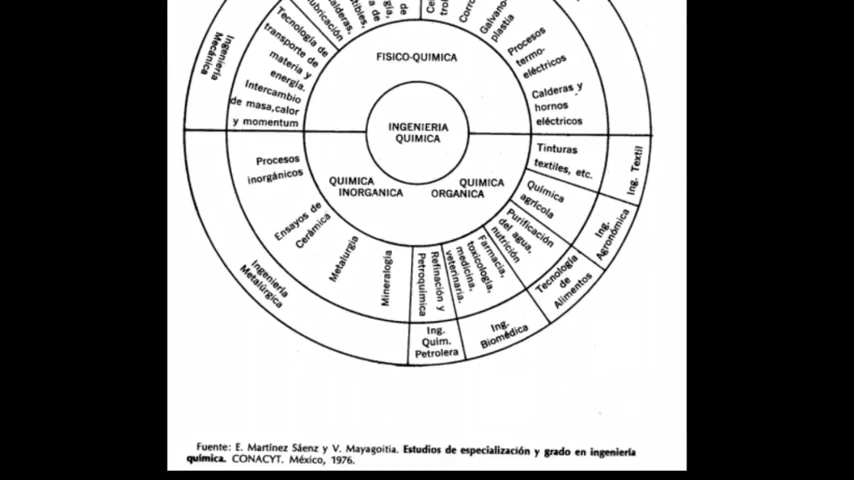 Ingeniería
Mecánica
Tecnología de
transporte de
materia y
energía.
Intercambio
de masa,calor
y momentum
lubricación
calderas,
de
Galvano-
plastia
Procesos
termo-
eléctricos
Calderas y
hornos
eléctricos
FISICO-QUIMICA
INGENIERIA
QUIMICA
QUIMICA
INORGANICA
QUIMICA
ORGANICA
Procesos
inorgánicos
Ensayos de
Cerámica
Metalurgia
Mineralogía
Ingeniería
Metalúrgica
Refinación y
Petroquímica
Ing.
Quim.
Petrolera
Farmacia,
toxicología,
medicina,
veterinaria.
Ing.
Biomédica
Purificación
del agua,
nutrición
Tecnología
de
Alimentos
Química
agrícola
Ing.
Agronómica
Tinturas
textiles, etc.
Ing. Textil
Fuente: E. Martínez Sáenz y V. Mayagoitia. Estudios de especialización y grado en ingeniería
química. CONACYT. México, 1976.